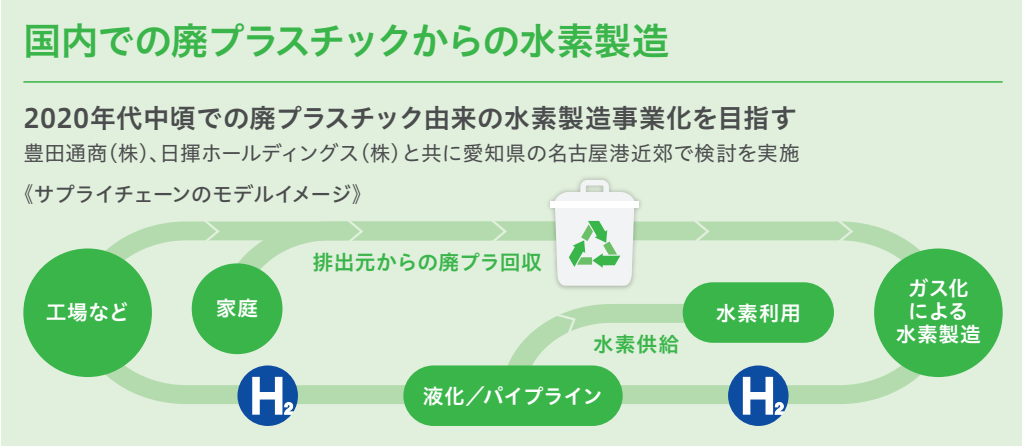 国内での廃プラスチックからの水素製造
2020年代中頃での廃プラスチック由来の水素製造事業化を目指す
豊田通商(株)、日揮ホールディングス(株)と共に愛知県の名古屋港近郊で検討を実施
《サプライチェーンのモデルイメージ》
排出元からの廃プラ回収
工場など
家庭
水素利用
ガス化
による
水素製造
水素供給
H2
液化／パイプライン
H2